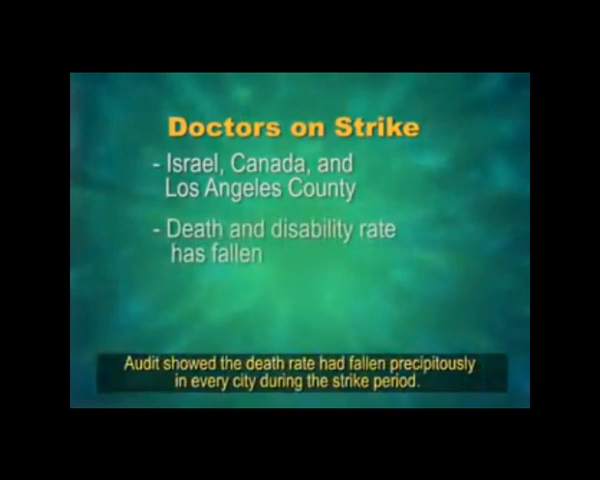 Doctors on Strike
- Israel, Canada, and
Los Angeles County
- Death and disability rate
has fallen
Audit showed the death rate had fallen precipitously
in every city during the strike period.